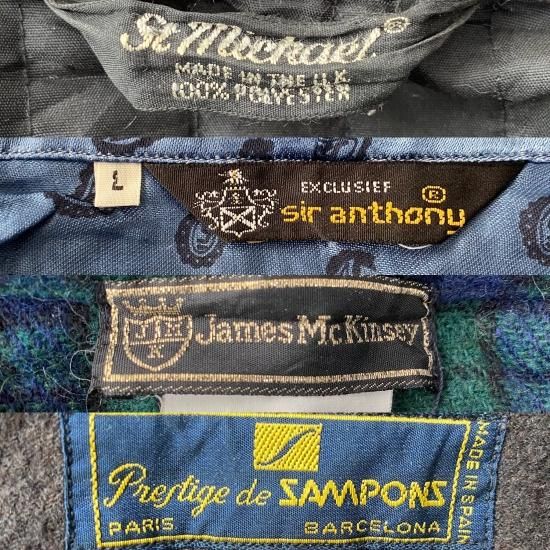 St Michael®
MADE IN THE U.K.
100% POLYESTER
L
EXCLUSIEF
sir anthony®
JMK
James McKinsey
Prestige de SAMPONS
PARIS BARCELONA
MADE IN SPAIN